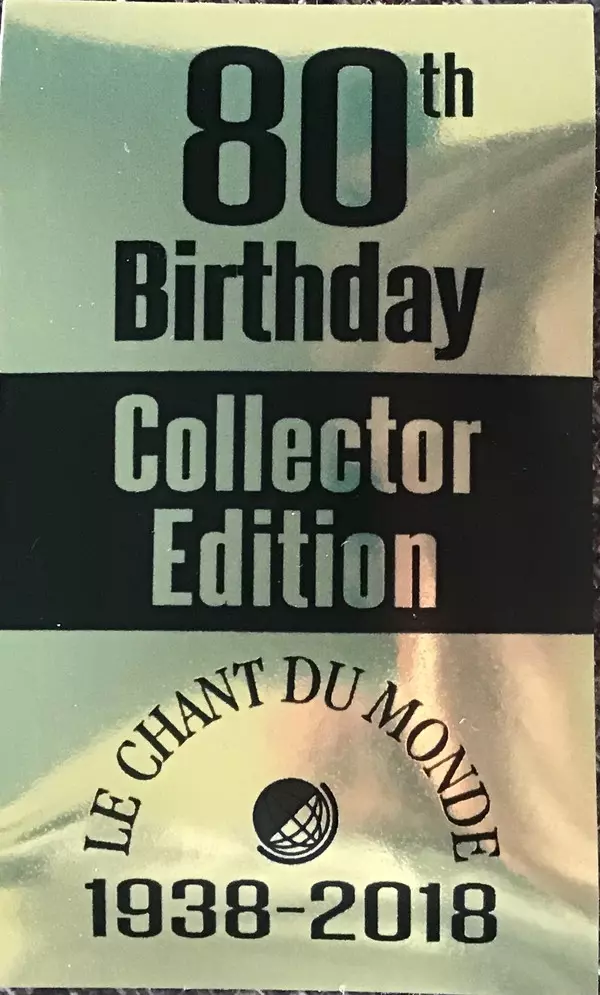 80th
Birthday
Collector
Edition
LE CHANT DU MONDE
1938-2018